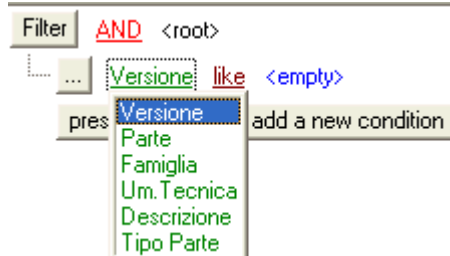 Filter AND <root>
... Versione like <empty>
pres add a new condition
Versione
Parte
Famiglia
Um.Tecnica
Descrizione
Tipo Parte